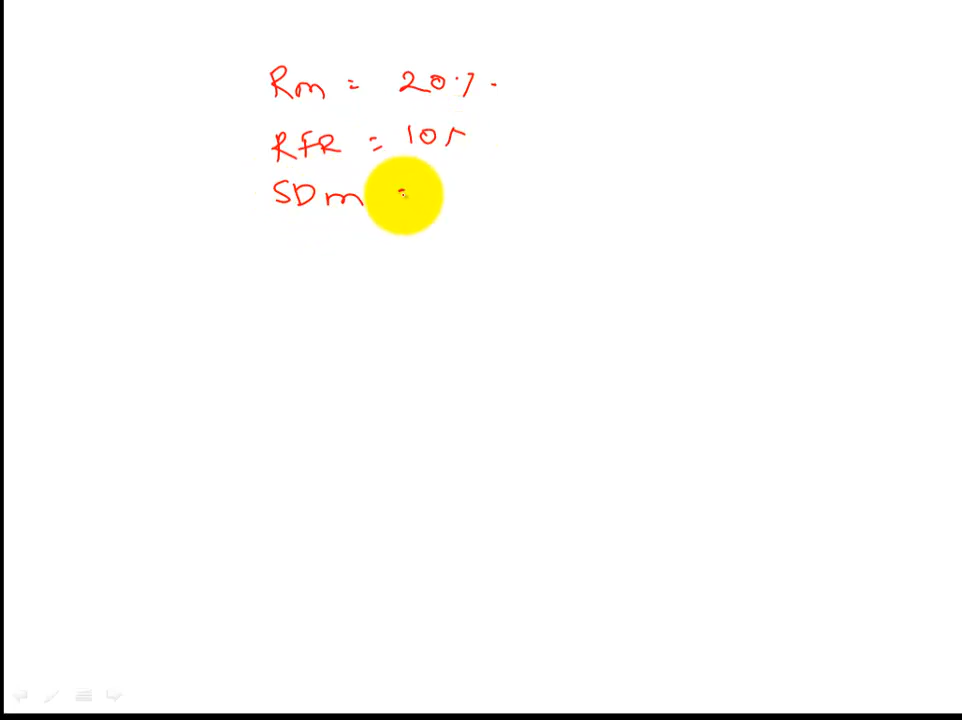 Rm = 20%.
RFR = 10%
SDm =